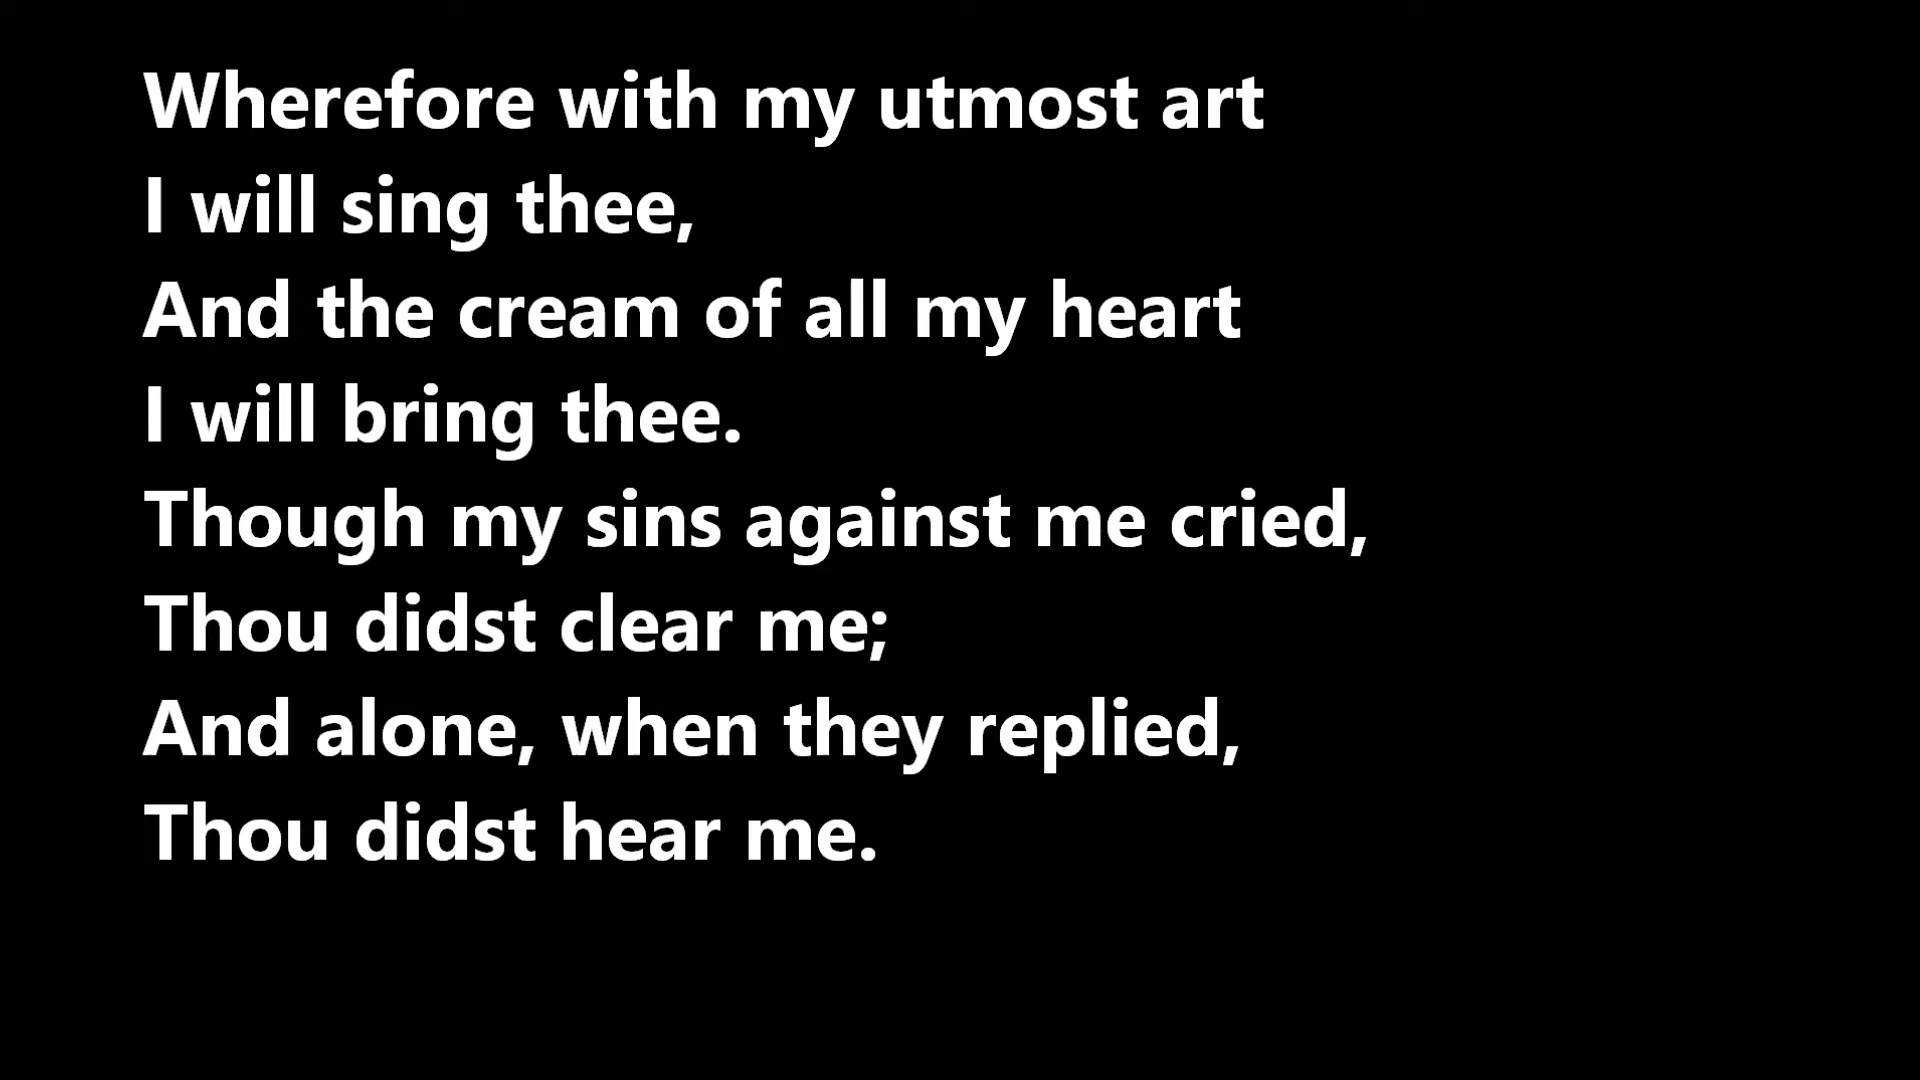 Wherefore with my utmost art
I will sing thee,
And the cream of all my heart
I will bring thee.
Though my sins against me cried,
Thou didst clear me;
And alone, when they replied,
Thou didst hear me.